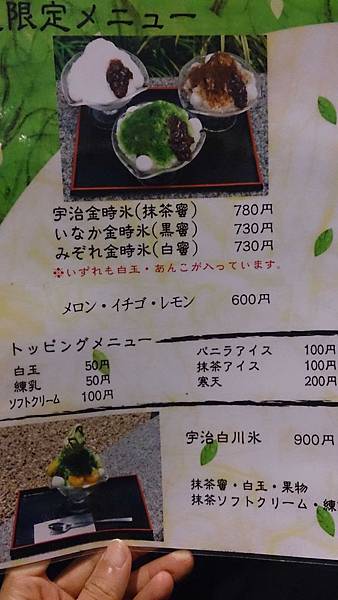 限定メニュー
宇治金時氷(抹茶蜜) 780円
いなか金時氷(黒蜜) 730円
みぞれ金時氷(白蜜) 730円
※いずれも白玉・あんこが入っています。
メロン・イチゴ・レモン 600円
トッピングメニュー
白玉 50円
練乳 50円
ソフトクリーム 100円
バニラアイス 100円
抹茶アイス 100円
寒天 200円
宇治白川氷 900円
抹茶蜜・白玉・果物
抹茶ソフトクリーム・練